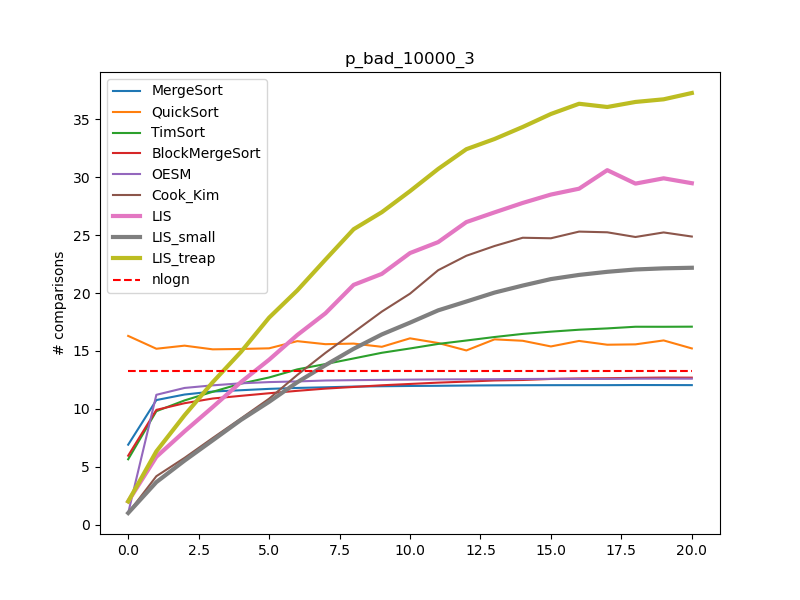 p_bad_10000_3
MergeSort
QuickSort
TimSort
BlockMergeSort
OESM
Cook_Kim
LIS
LIS_small
LIS_treap
nlogn
# comparisons
35
30
25
20
15
10
5
0
0.0 2.5 5.0 7.5 10.0 12.5 15.0 17.5 20.0